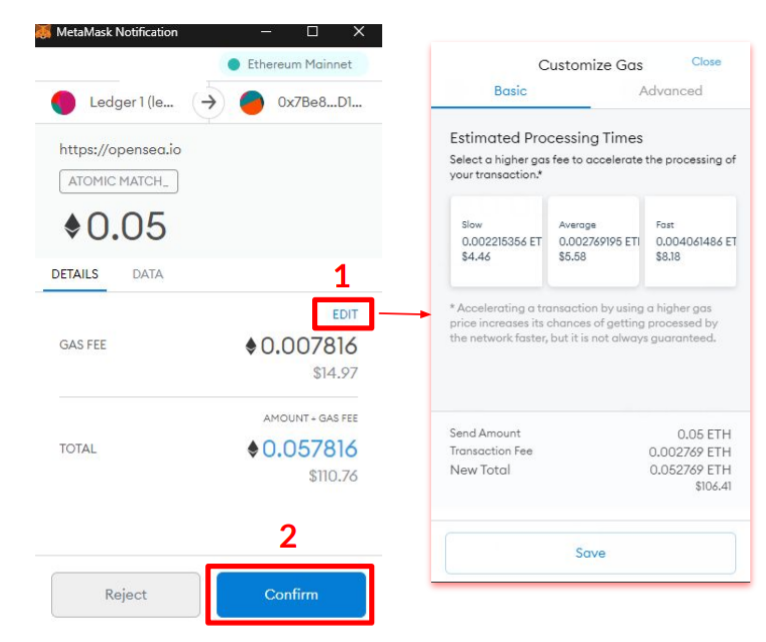 MetaMask Notification
Ethereum Mainnet
Ledger 1 (le...
0x7Be8...D1...
https://opensea.io
ATOMIC MATCH_
0.05
DETAILS DATA
1
EDIT
GAS FEE
0.007816
$14.97
AMOUNT + GAS FEE
TOTAL
0.057816
$110.76
2
Reject
Confirm
Customize Gas
Close
Basic
Advanced
Estimated Processing Times
Select a higher gas fee to accelerate the processing of
your transaction.*
Slow
0.002215356 ET
$4.46
Average
0.002769195 ETI
$5.58
Fast
0.004061486 ET
$8.18
* Accelerating a transaction by using a higher gas
price increases its chances of getting processed by
the network faster, but it is not always guaranteed.
Send Amount 0.05 ETH
Transaction Fee 0.002769 ETH
New Total 0.052769 ETH
$106.41
Save